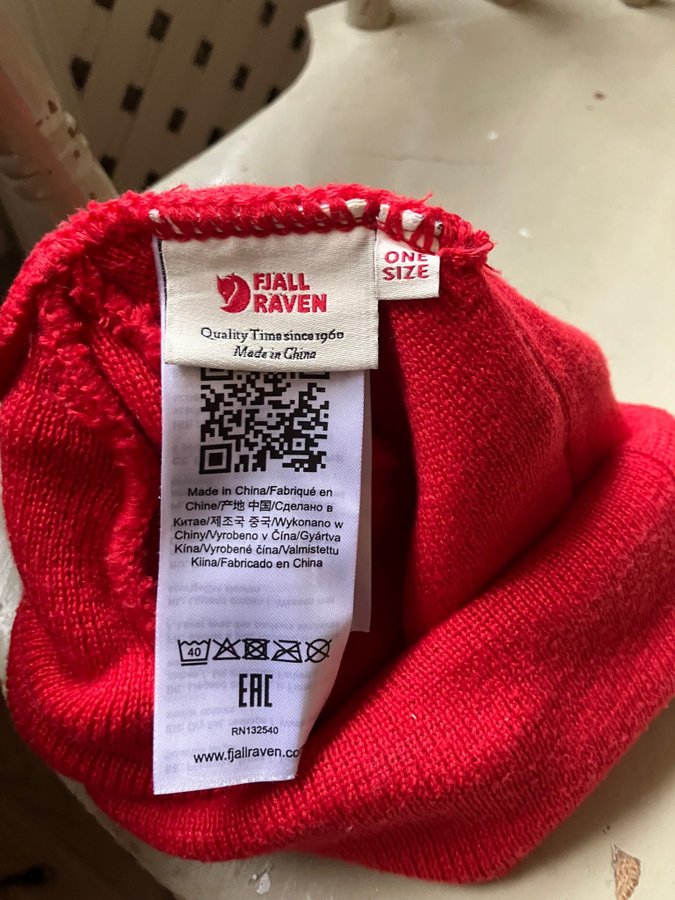 FJÄLL
RÄVEN
Quality Time since 1960
Made in China
ONE
SIZE
Made in China/Fabriqué en
Chine/产地 中国/Сделано в
Китае/제조국 중국/Wykonano w
Chiny/Vyrobeno v Čína/Gyártva
Kína/Vyrobené čína/Valmistettu
Kiina/Fabricado en China
40
EAC
RN132540
www.fjallraven.co